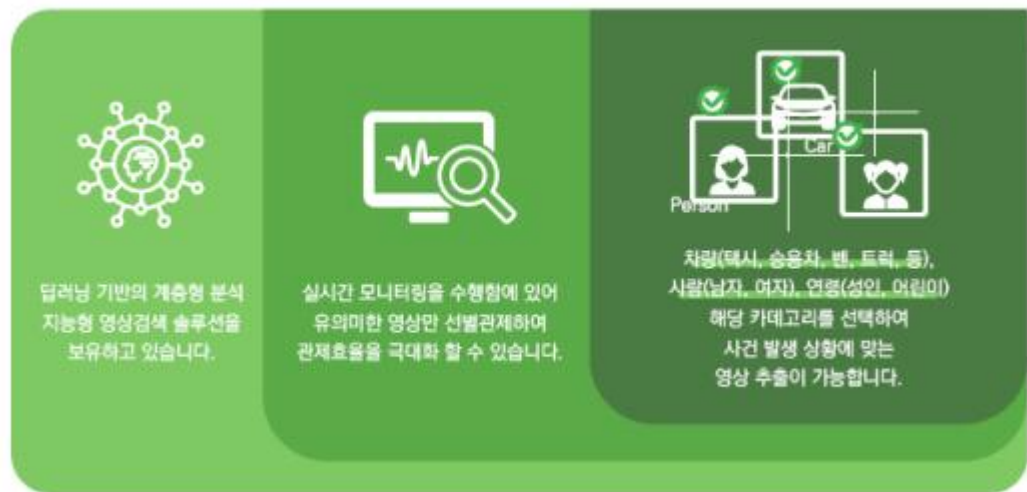 딥러닝 기반의 계층형 분석
지능형 영상검색 솔루션을
보유하고 있습니다.
실시간 모니터링을 수행함에 있어
유의미한 영상만 선별관제하여
관제효율을 극대화 할 수 있습니다.
Car
Person
차량(택시, 승용차, 벤, 트럭, 등),
사람(남자, 여자), 연령(성인, 어린이)
해당 카데고리를 선택하여
사건 발생 상황에 맞는
영상 추출이 가능합니다.